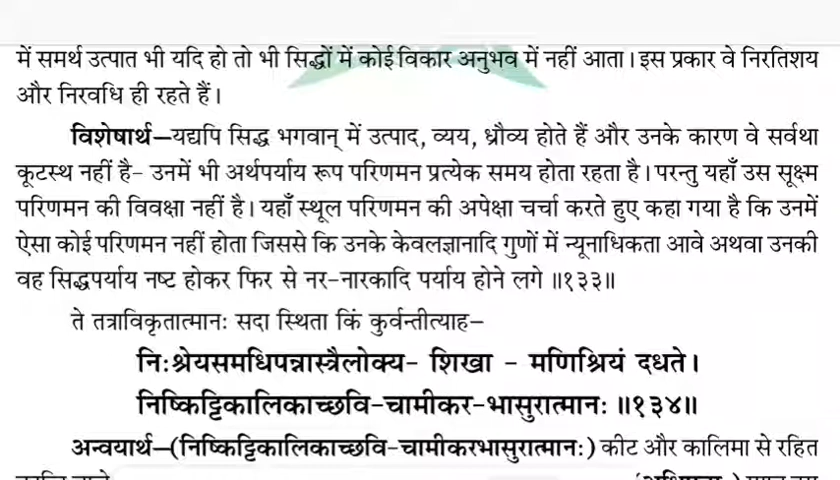 में समर्थ उत्पात भी यदि हो तो भी सिद्धों में कोई विकार अनुभव में नहीं आता। इस प्रकार वे निरतिशय
और निरवधि ही रहते हैं।
विशेषार्थ—यद्यपि सिद्ध भगवान् में उत्पाद, व्यय, ध्रौव्य होते हैं और उनके कारण वे सर्वथा
कूटस्थ नहीं है- उनमें भी अर्थपर्याय रूप परिणमन प्रत्येक समय होता रहता है। परन्तु यहाँ उस सूक्ष्म
परिणमन की विवक्षा नहीं है। यहाँ स्थूल परिणमन की अपेक्षा चर्चा करते हुए कहा गया है कि उनमें
ऐसा कोई परिणमन नहीं होता जिससे कि उनके केवलज्ञानादि गुणों में न्यूनाधिकता आवे अथवा उनकी
वह सिद्धपर्याय नष्ट होकर फिर से नर-नारकादि पर्याय होने लगे ॥१३३॥
ते तत्राविकृतात्मानः सदा स्थिता किं कुर्वन्तीत्याह—
निःश्रेयसमधिपन्नास्त्रैलोक्य- शिखा - मणिश्रियं दधते।
निष्किट्टिकालिकाच्छवि-चामीकर-भासुरात्मानः ॥१३४॥
अन्वयार्थ—(निष्किट्टिकालिकाच्छवि-चामीकरभासुरात्मानः) कीट और कालिमा से रहित